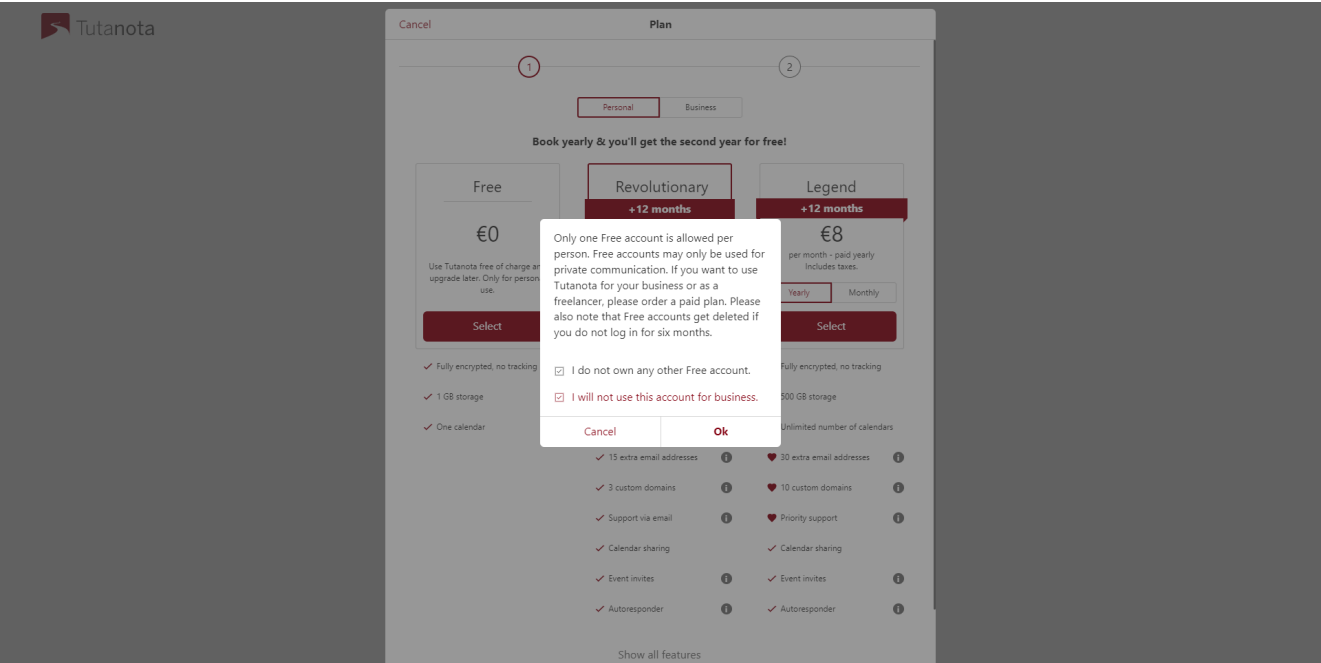 Tutanota
Cancel
Plan
1
2
Personal
Business
Book yearly & you'll get the second year for free!
Free
€0
Use Tutanota free of charge an
upgrade later. Only for person
use.
Select
Fully encrypted, no tracking
1 GB storage
One calendar
Revolutionary
+12 months
Legend
+12 months
€8
per month - paid yearly
Includes taxes.
Yearly
Monthly
Select
Only one Free account is allowed per
person. Free accounts may only be used for
private communication. If you want to use
Tutanota for your business or as a
freelancer, please order a paid plan. Please
also note that Free accounts get deleted if
you do not log in for six months.
I do not own any other Free account.
I will not use this account for business.
Cancel
Ok
15 extra email addresses
3 custom domains
Support via email
Calendar sharing
Event invites
Autoresponder
Fully encrypted, no tracking
500 GB storage
Unlimited number of calendars
30 extra email addresses
10 custom domains
Priority support
Calendar sharing
Event invites
Autoresponder
Show all features